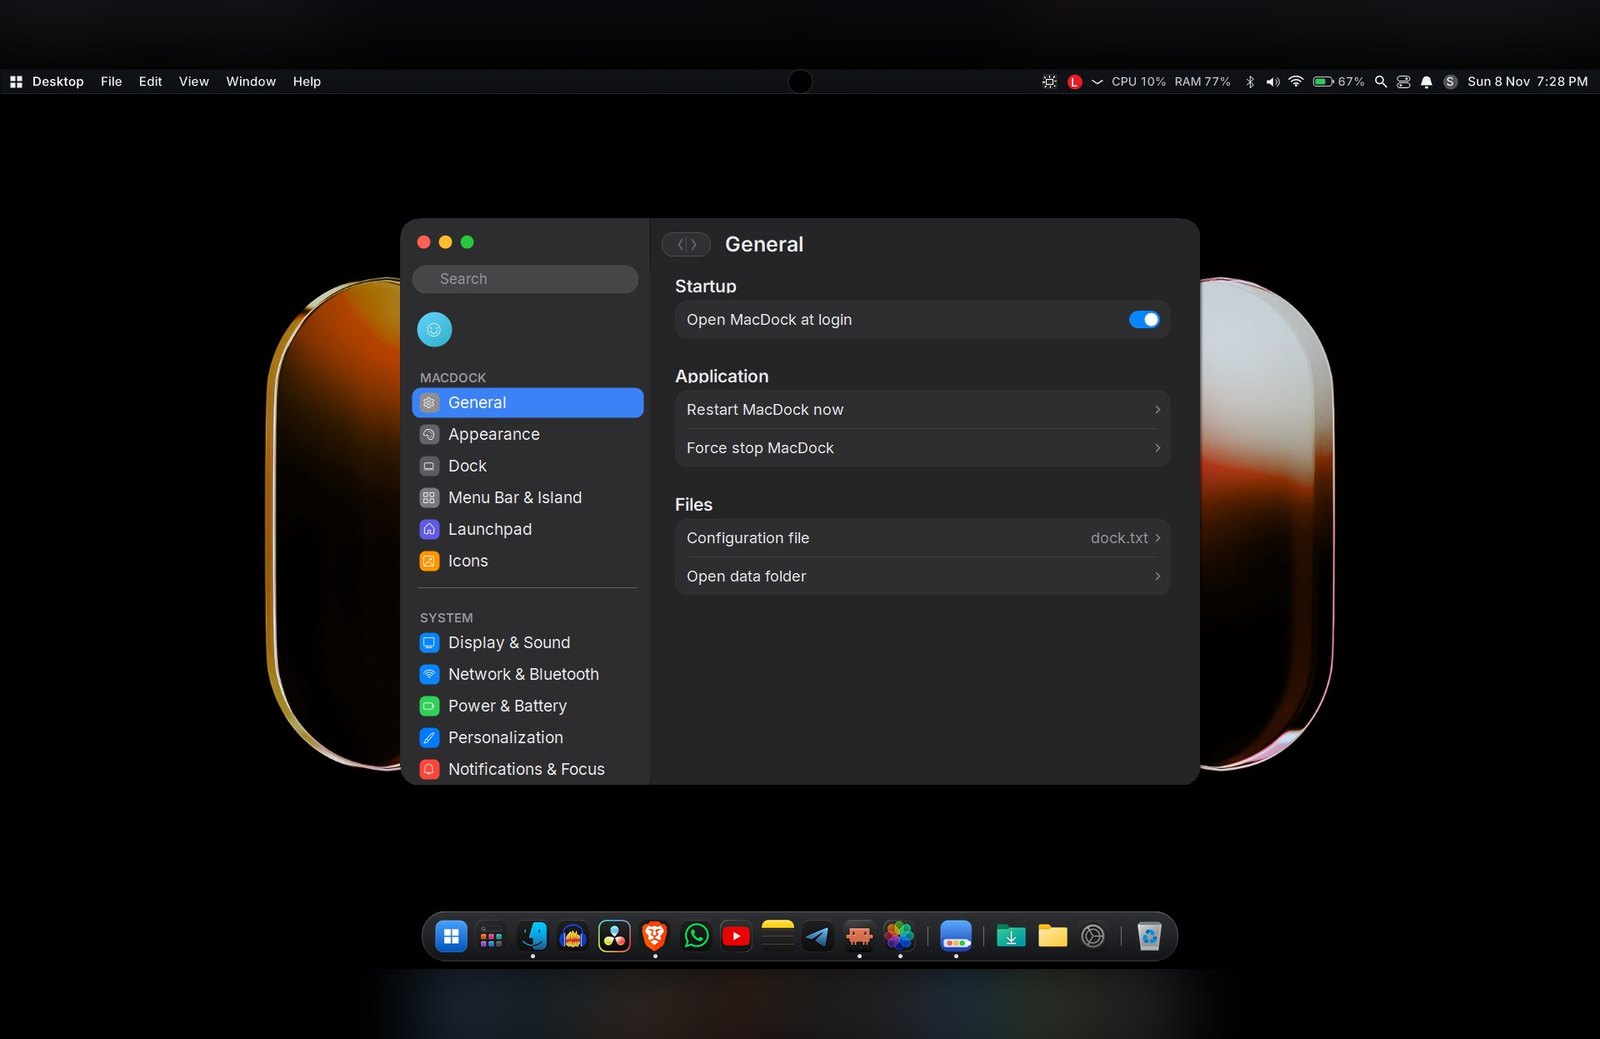 Desktop File Edit View Window Help
L CPU 10% RAM 77% 67% S Sun 8 Nov 7:28 PM
Search
MACDOCK
General
Appearance
Dock
Menu Bar & Island
Launchpad
Icons
SYSTEM
Display & Sound
Network & Bluetooth
Power & Battery
Personalization
Notifications & Focus
General
Startup
Open MacDock at login
Application
Restart MacDock now
Force stop MacDock
Files
Configuration file dock.txt
Open data folder